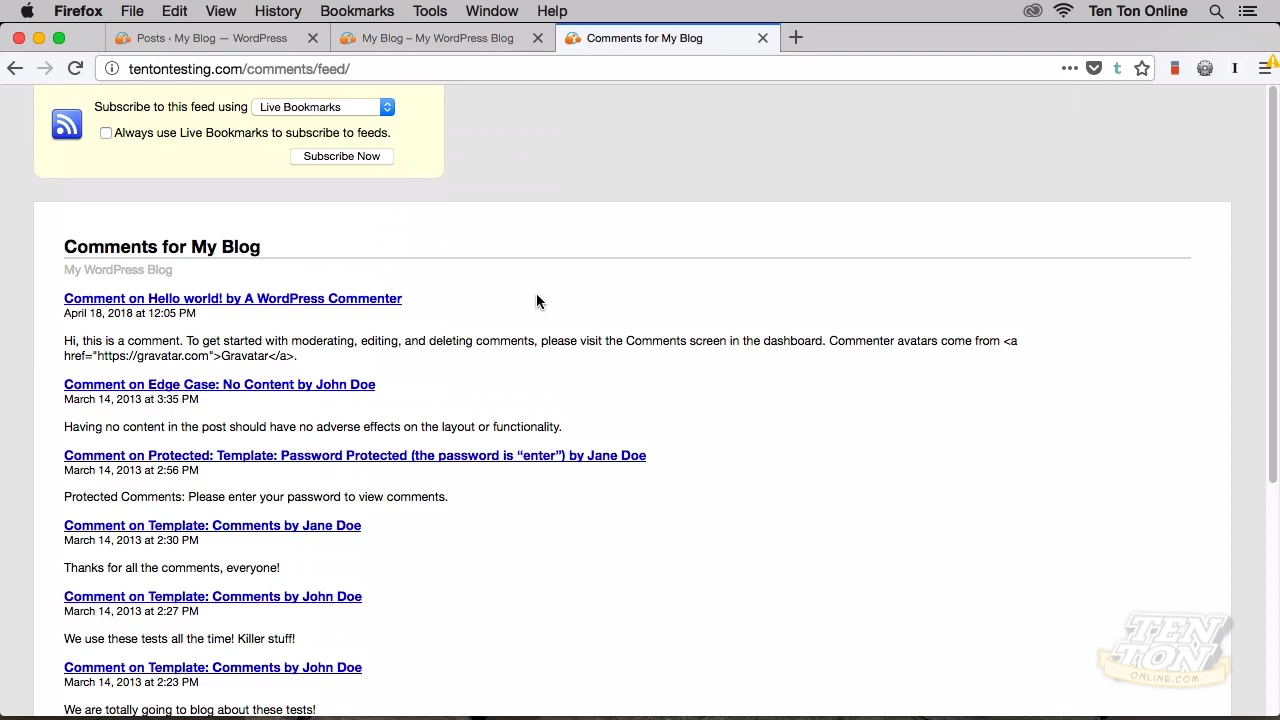 Firefox File Edit View History Bookmarks Tools Window Help Ten Ton Online
Posts ‹ My Blog — WordPress
My Blog – My WordPress Blog
Comments for My Blog
tentontesting.com/comments/feed/
Subscribe to this feed using Live Bookmarks
Always use Live Bookmarks to subscribe to feeds.
Subscribe Now
Comments for My Blog
My WordPress Blog
Comment on Hello world! by A WordPress Commenter
April 18, 2018 at 12:05 PM
Hi, this is a comment. To get started with moderating, editing, and deleting comments, please visit the Comments screen in the dashboard. Commenter avatars come from <a
href="https://gravatar.com">Gravatar</a>.
Comment on Edge Case: No Content by John Doe
March 14, 2013 at 3:35 PM
Having no content in the post should have no adverse effects on the layout or functionality.
Comment on Protected: Template: Password Protected (the password is “enter”) by Jane Doe
March 14, 2013 at 2:56 PM
Protected Comments: Please enter your password to view comments.
Comment on Template: Comments by Jane Doe
March 14, 2013 at 2:30 PM
Thanks for all the comments, everyone!
Comment on Template: Comments by John Doe
March 14, 2013 at 2:27 PM
We use these tests all the time! Killer stuff!
Comment on Template: Comments by John Doe
March 14, 2013 at 2:23 PM
We are totally going to blog about these tests!
TEN
TON
ONLINE.COM